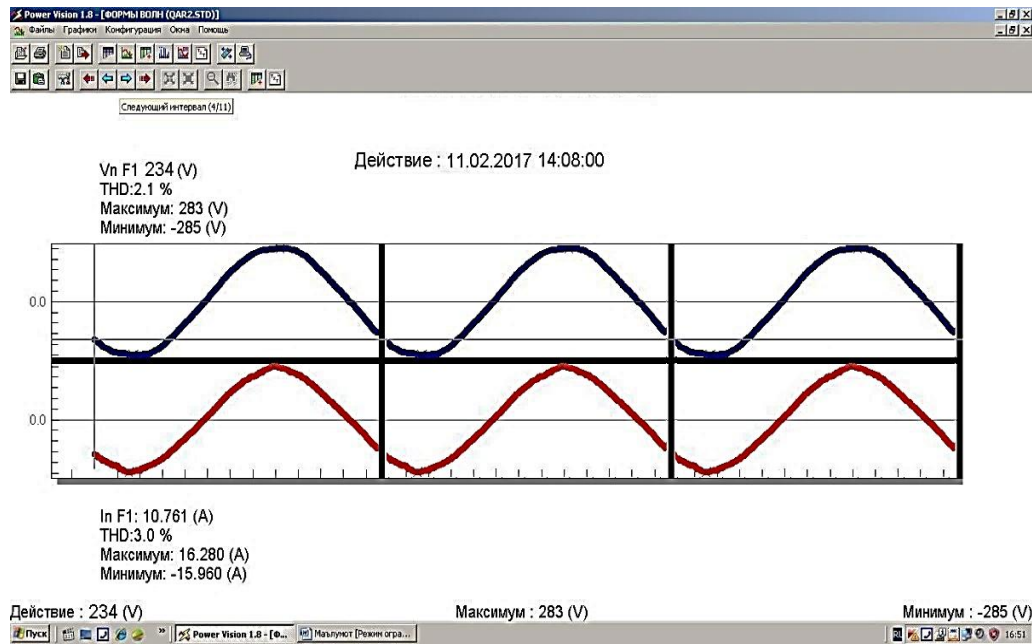 Power Vision 1.8 - [ФОРМЫ ВОЛН (QAR2.STD)]
Файлы Графики Конфигурация Окна Помощь
Следующий интервал (4/11)
Действие : 11.02.2017 14:08:00
Vn F1 234 (V)
THD:2.1 %
Максимум: 283 (V)
Минимум: -285 (V)
0.0
0.0
In F1: 10.761 (A)
THD:3.0 %
Максимум: 16.280 (A)
Минимум: -15.960 (A)
Действие : 234 (V) Максимум : 283 (V) Минимум : -285 (V)
Пуск Power Vision 1.8 - [Ф... Маълумот [Режим огра... 16:51